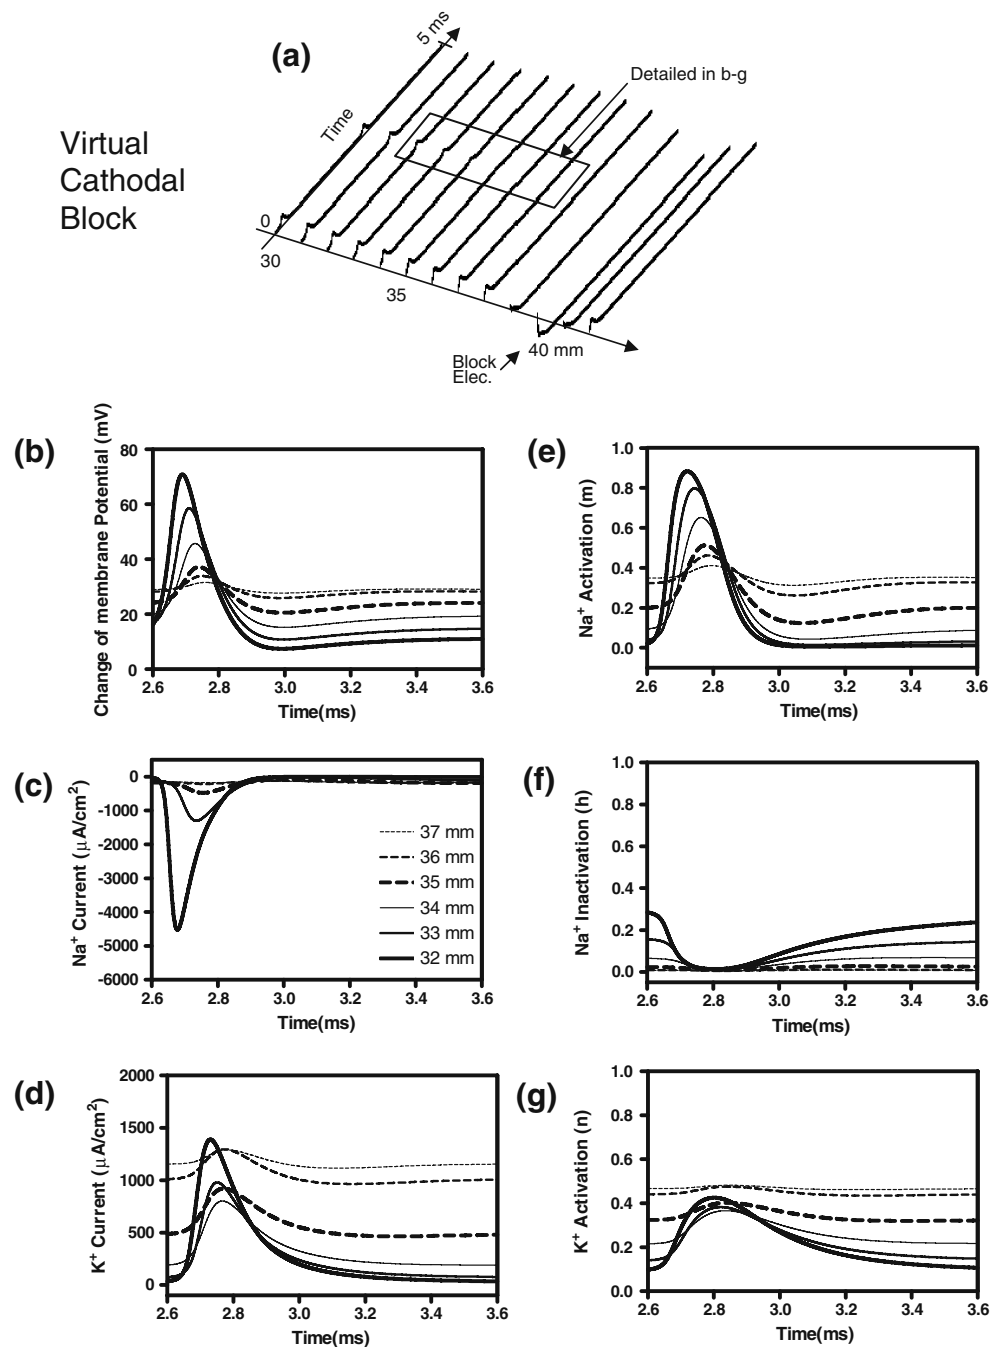 Virtual
Cathodal
Block
(a)
5 ms
Time
Detailed in b-g
0
30
35
40 mm
Block
Elec.
(b)
Change of membrane Potential (mV)
80
60
40
20
0
2.6 2.8 3.0 3.2 3.4 3.6
Time(ms)
(e)
Na+ Activation (m)
1.0
0.8
0.6
0.4
0.2
0.0
2.6 2.8 3.0 3.2 3.4 3.6
Time(ms)
(c)
Na+ Current (µA/cm2)
0
-1000
-2000
-3000
-4000
-5000
-6000
37 mm
36 mm
35 mm
34 mm
33 mm
32 mm
2.6 2.8 3.0 3.2 3.4 3.6
Time(ms)
(f)
Na+ Inactivation (h)
1.0
0.8
0.6
0.4
0.2
0.0
2.6 2.8 3.0 3.2 3.4 3.6
Time(ms)
(d)
K+ Current (µA/cm2)
2000
1500
1000
500
0
2.6 2.8 3.0 3.2 3.4 3.6
Time(ms)
(g)
K+ Activation (n)
1.0
0.8
0.6
0.4
0.2
0.0
2.6 2.8 3.0 3.2 3.4 3.6
Time(ms)